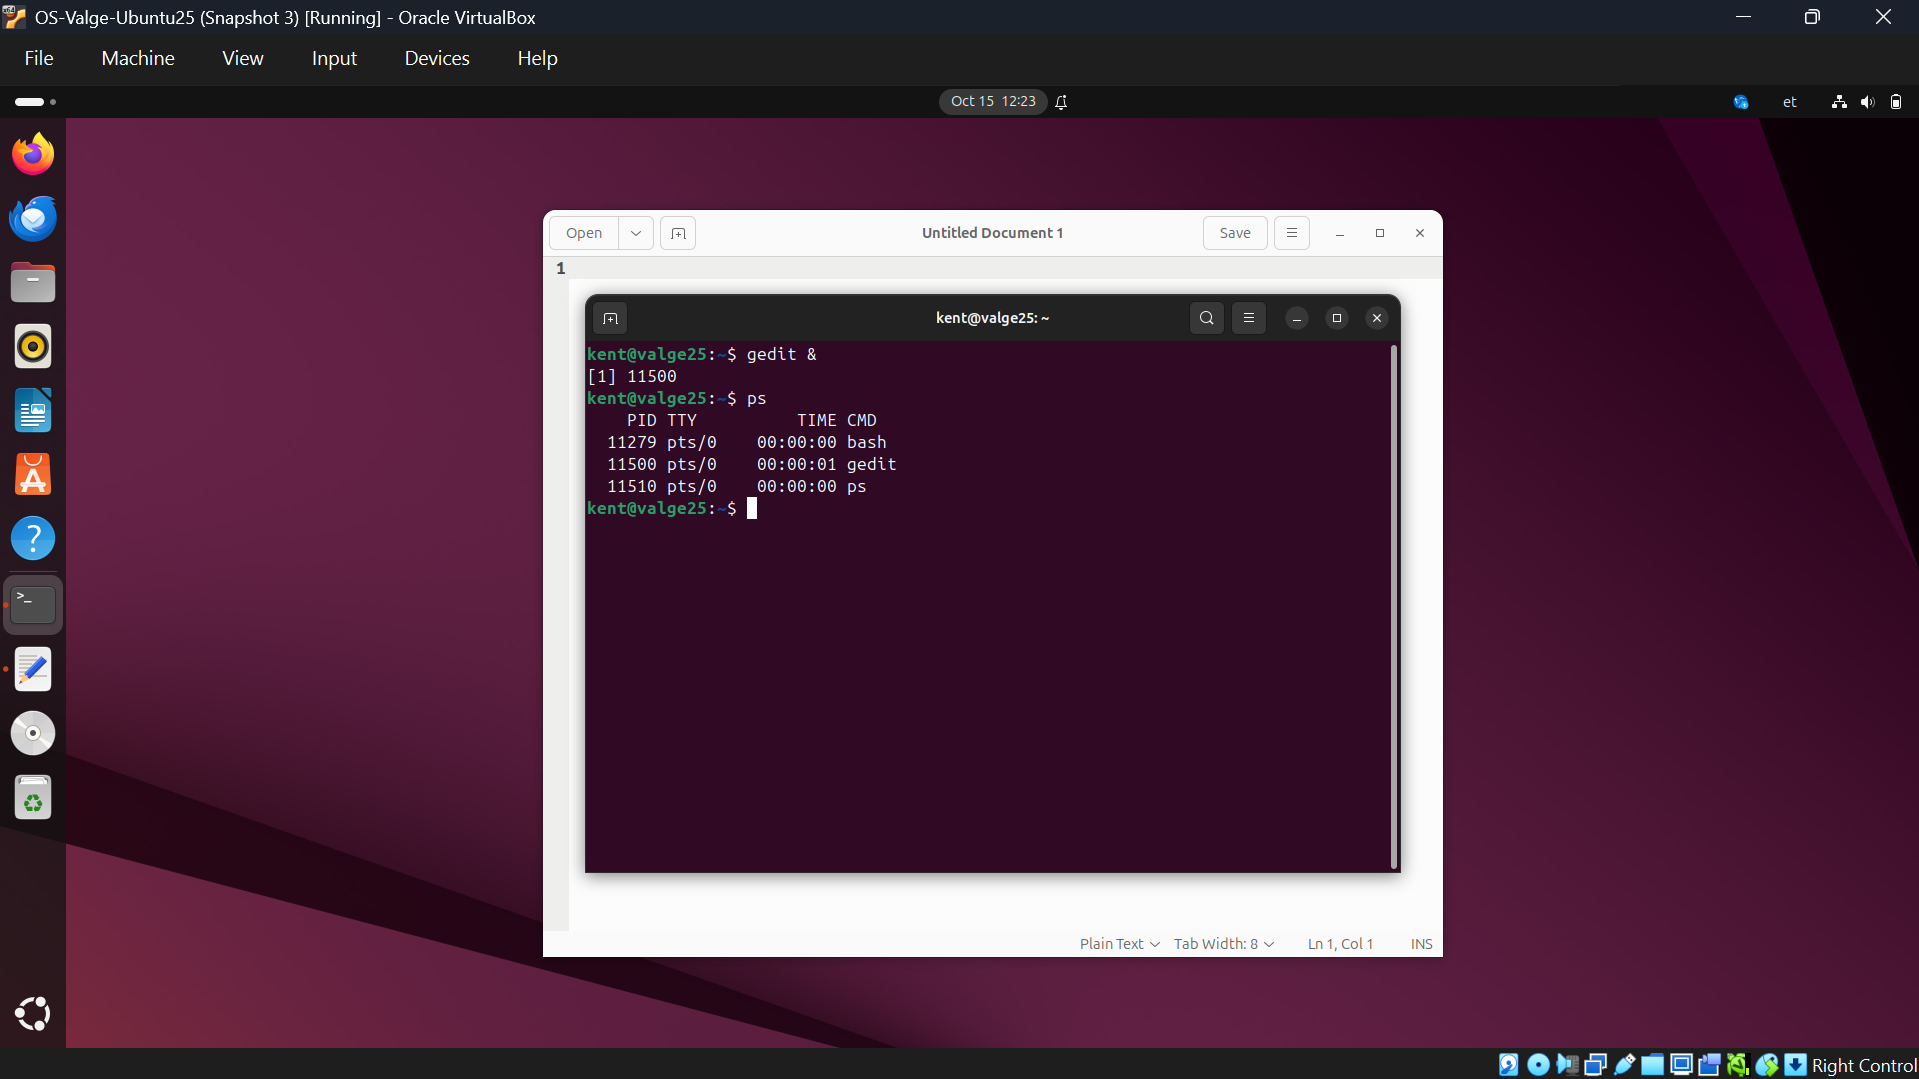 OS-Valge-Ubuntu25 (Snapshot 3) [Running] - Oracle VirtualBox
File Machine View Input Devices Help
Oct 15 12:23
et
Open
Untitled Document 1
Save
1
kent@valge25: ~
kent@valge25:~$ gedit &
[1] 11500
kent@valge25:~$ ps
PID TTY TIME CMD
11279 pts/0 00:00:00 bash
11500 pts/0 00:00:01 gedit
11510 pts/0 00:00:00 ps
kent@valge25:~$
Plain Text Tab Width: 8 Ln 1, Col 1 INS
Right Control